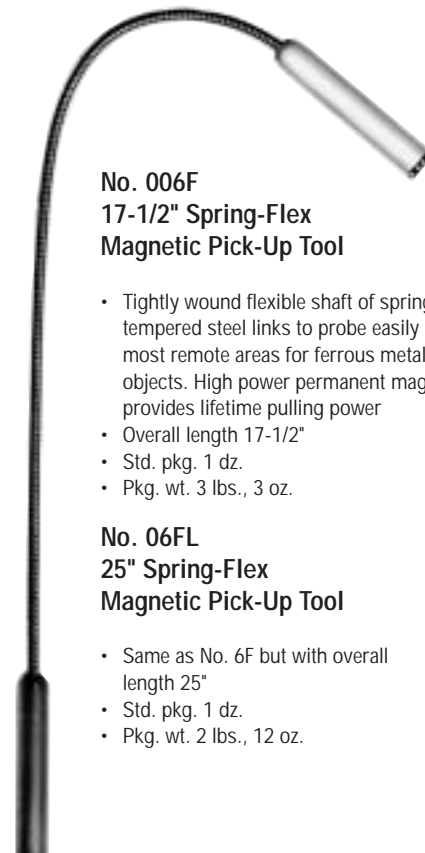 No. 006F
17-1/2" Spring-Flex
Magnetic Pick-Up Tool
• Tightly wound flexible shaft of spring
tempered steel links to probe easily
most remote areas for ferrous metal
objects. High power permanent mag
provides lifetime pulling power
• Overall length 17-1/2"
• Std. pkg. 1 dz.
• Pkg. wt. 3 lbs., 3 oz.
No. 06FL
25" Spring-Flex
Magnetic Pick-Up Tool
• Same as No. 6F but with overall
length 25"
• Std. pkg. 1 dz.
• Pkg. wt. 2 lbs., 12 oz.